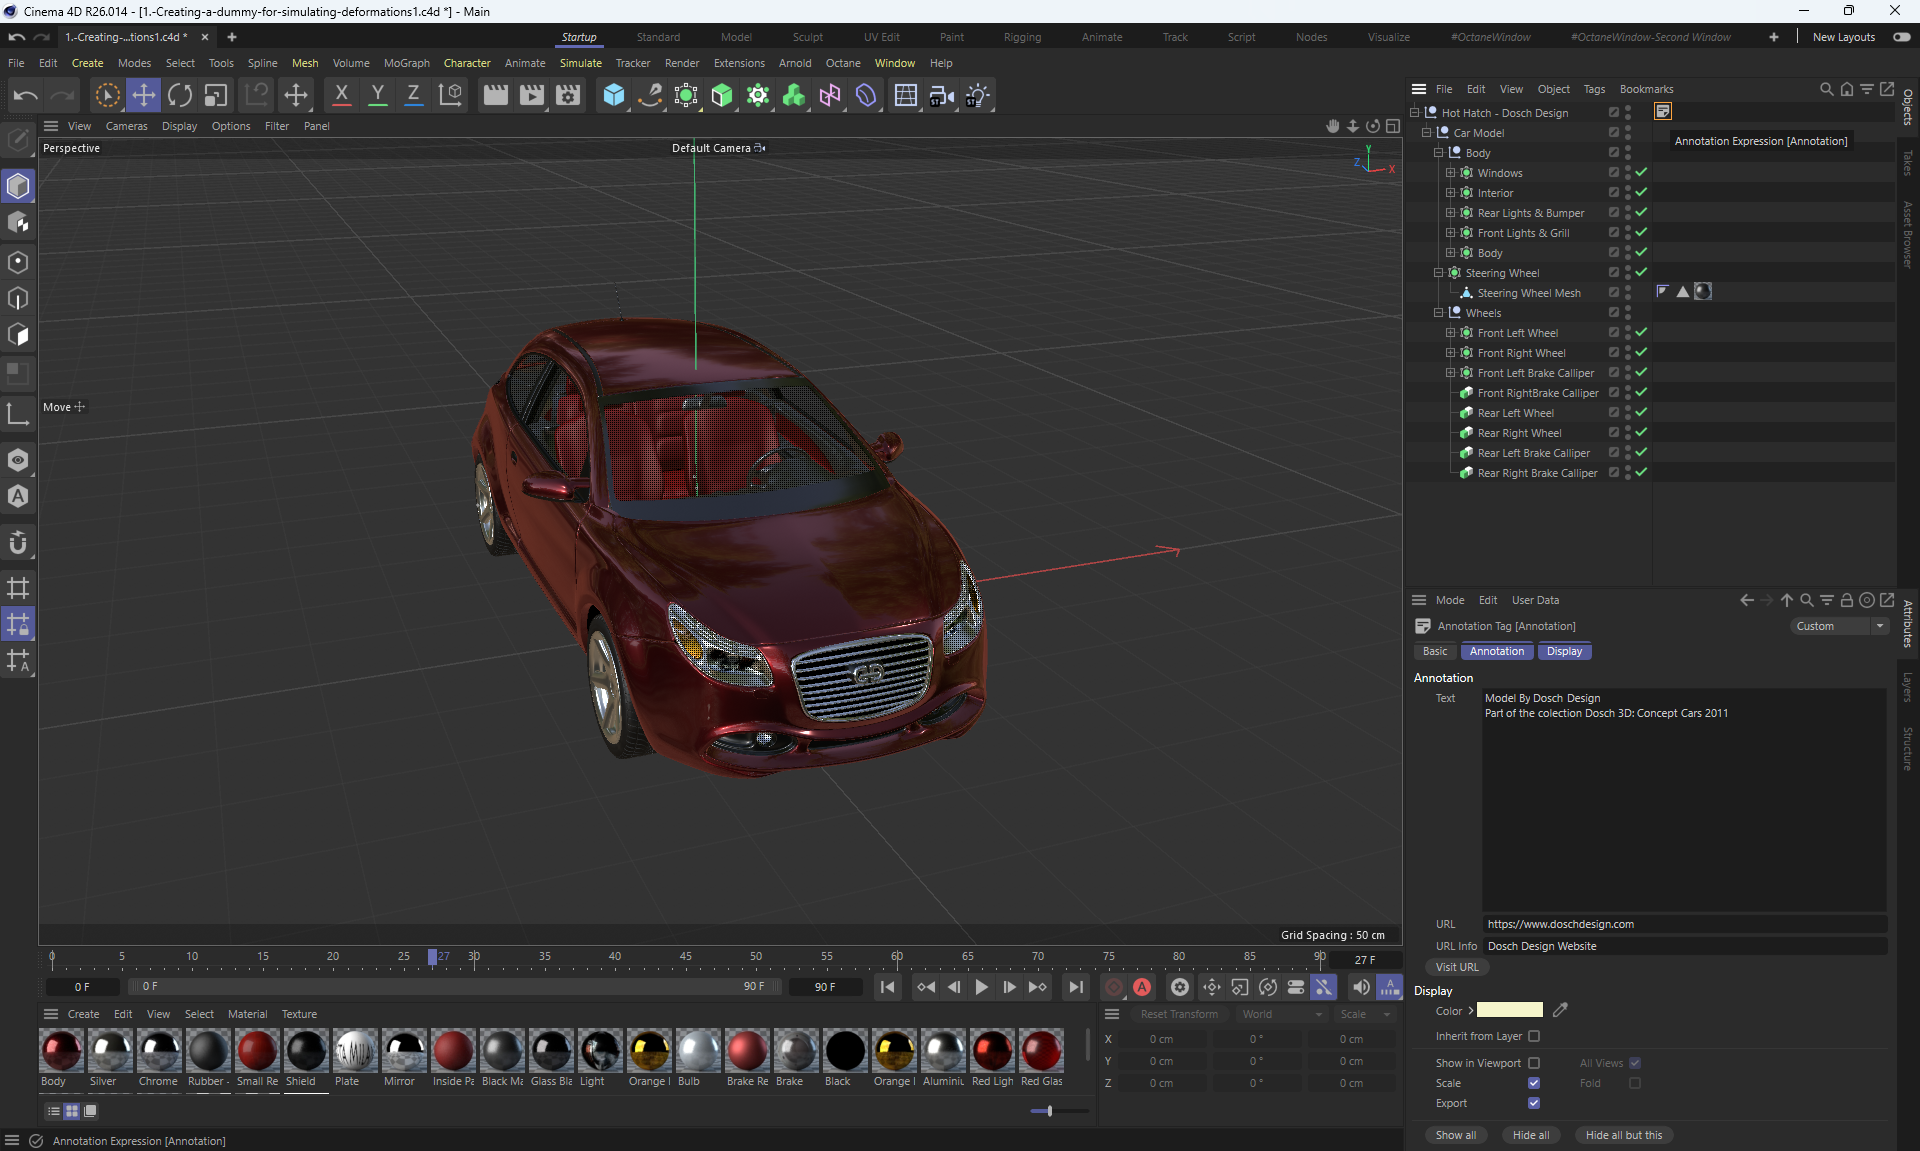 Cinema 4D R26.014 - [1.-Creating-a-dummy-for-simulating-deformations1.c4d *] - Main
1.-Creating-...tions1.c4d *
Startup Standard Model Sculpt UV Edit Paint Rigging Animate Track Script Nodes Visualize #OctaneWindow #OctaneWindow-Second Window New Layouts
File Edit Create Modes Select Tools Spline Mesh Volume MoGraph Character Animate Simulate Tracker Render Extensions Arnold Octane Window Help
X Y Z
ST ST
View Cameras Display Options Filter Panel
Perspective
Default Camera
Y
Z
X
Move
Grid Spacing : 50 cm
File Edit View Object Tags Bookmarks
Hot Hatch - Dosch Design
Car Model
Annotation Expression [Annotation]
Body
Windows
Interior
Rear Lights & Bumper
Front Lights & Grill
Body
Steering Wheel
Steering Wheel Mesh
Wheels
Front Left Wheel
Front Right Wheel
Front Left Brake Calliper
Front RightBrake Calliper
Rear Left Wheel
Rear Right Wheel
Rear Left Brake Calliper
Rear Right Brake Calliper
Objects
Takes
Asset Browser
Mode Edit User Data
Annotation Tag [Annotation]
Custom
Basic Annotation Display
Annotation
Text
Model By Dosch Design
Part of the colection Dosch 3D: Concept Cars 2011
URL https://www.doschdesign.com
URL Info Dosch Design Website
Visit URL
Display
Color
Inherit from Layer
Show in Viewport All Views
Scale Fold
Export
Show all Hide all Hide all but this
Attributes
Layers
Structure
0 5 10 15 20 25 27 30 35 40 45 50 55 60 65 70 75 80 85 90
27 F
0 F 0 F 90 F 90 F
Create Edit View Select Material Texture
Body Silver Chrome Rubber - Small Re Shield Plate Mirror Inside Pa Black Ma Glass Bla Light Orange l Bulb Brake Re Brake Black Orange l Aluminiu Red Ligh Red Glas
Reset Transform World Scale
X 0 cm 0 ° 0 cm
Y 0 cm 0 ° 0 cm
Z 0 cm 0 ° 0 cm
Annotation Expression [Annotation]